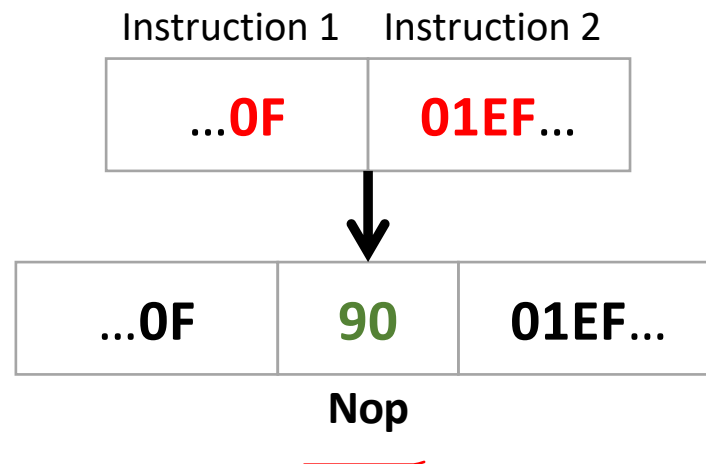 Instruction 1 Instruction 2
...0F 01EF...
...0F 90 01EF...
Nop